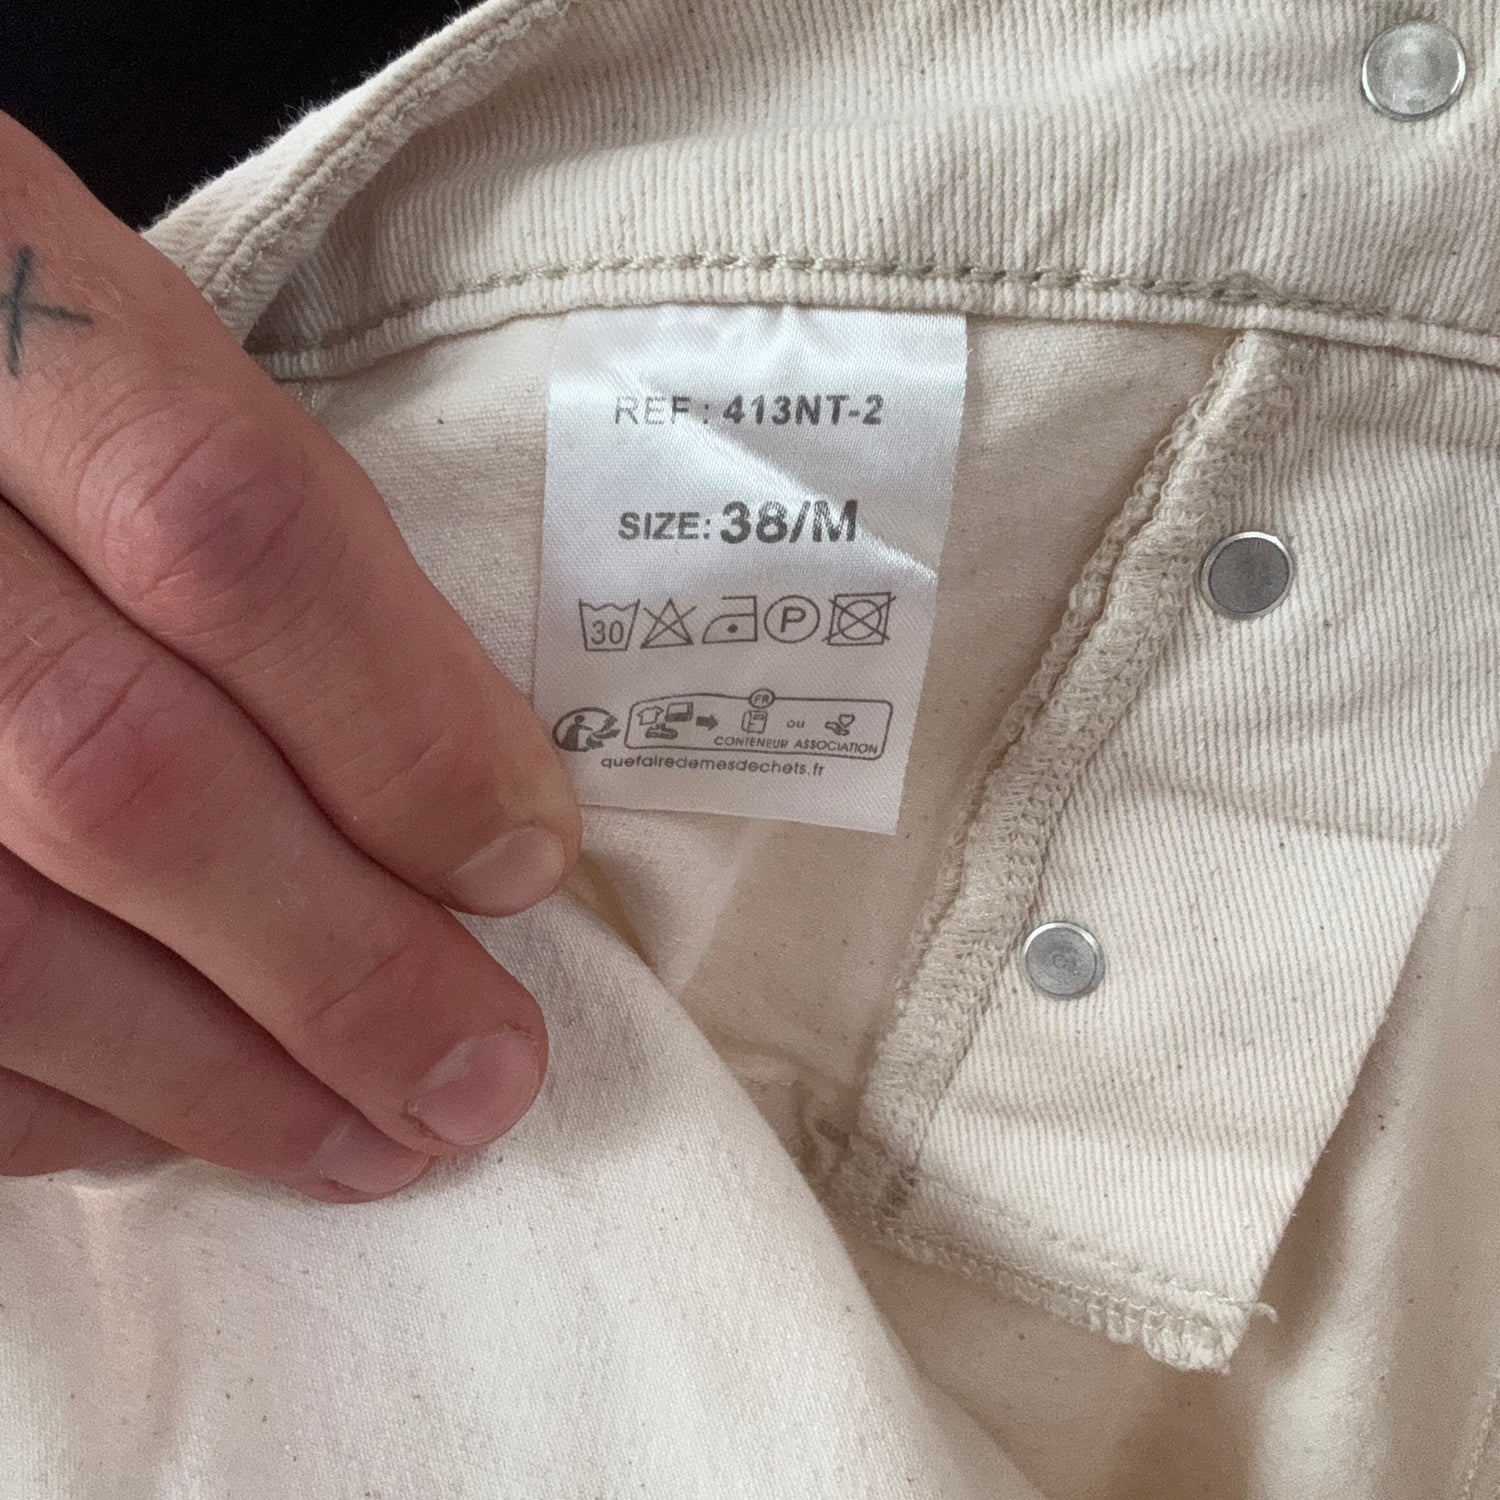 REF : 413NT-2
SIZE: 38/M
30 P
FR
ou
CONTENEUR ASSOCIATION
quefairedemesdechets.fr